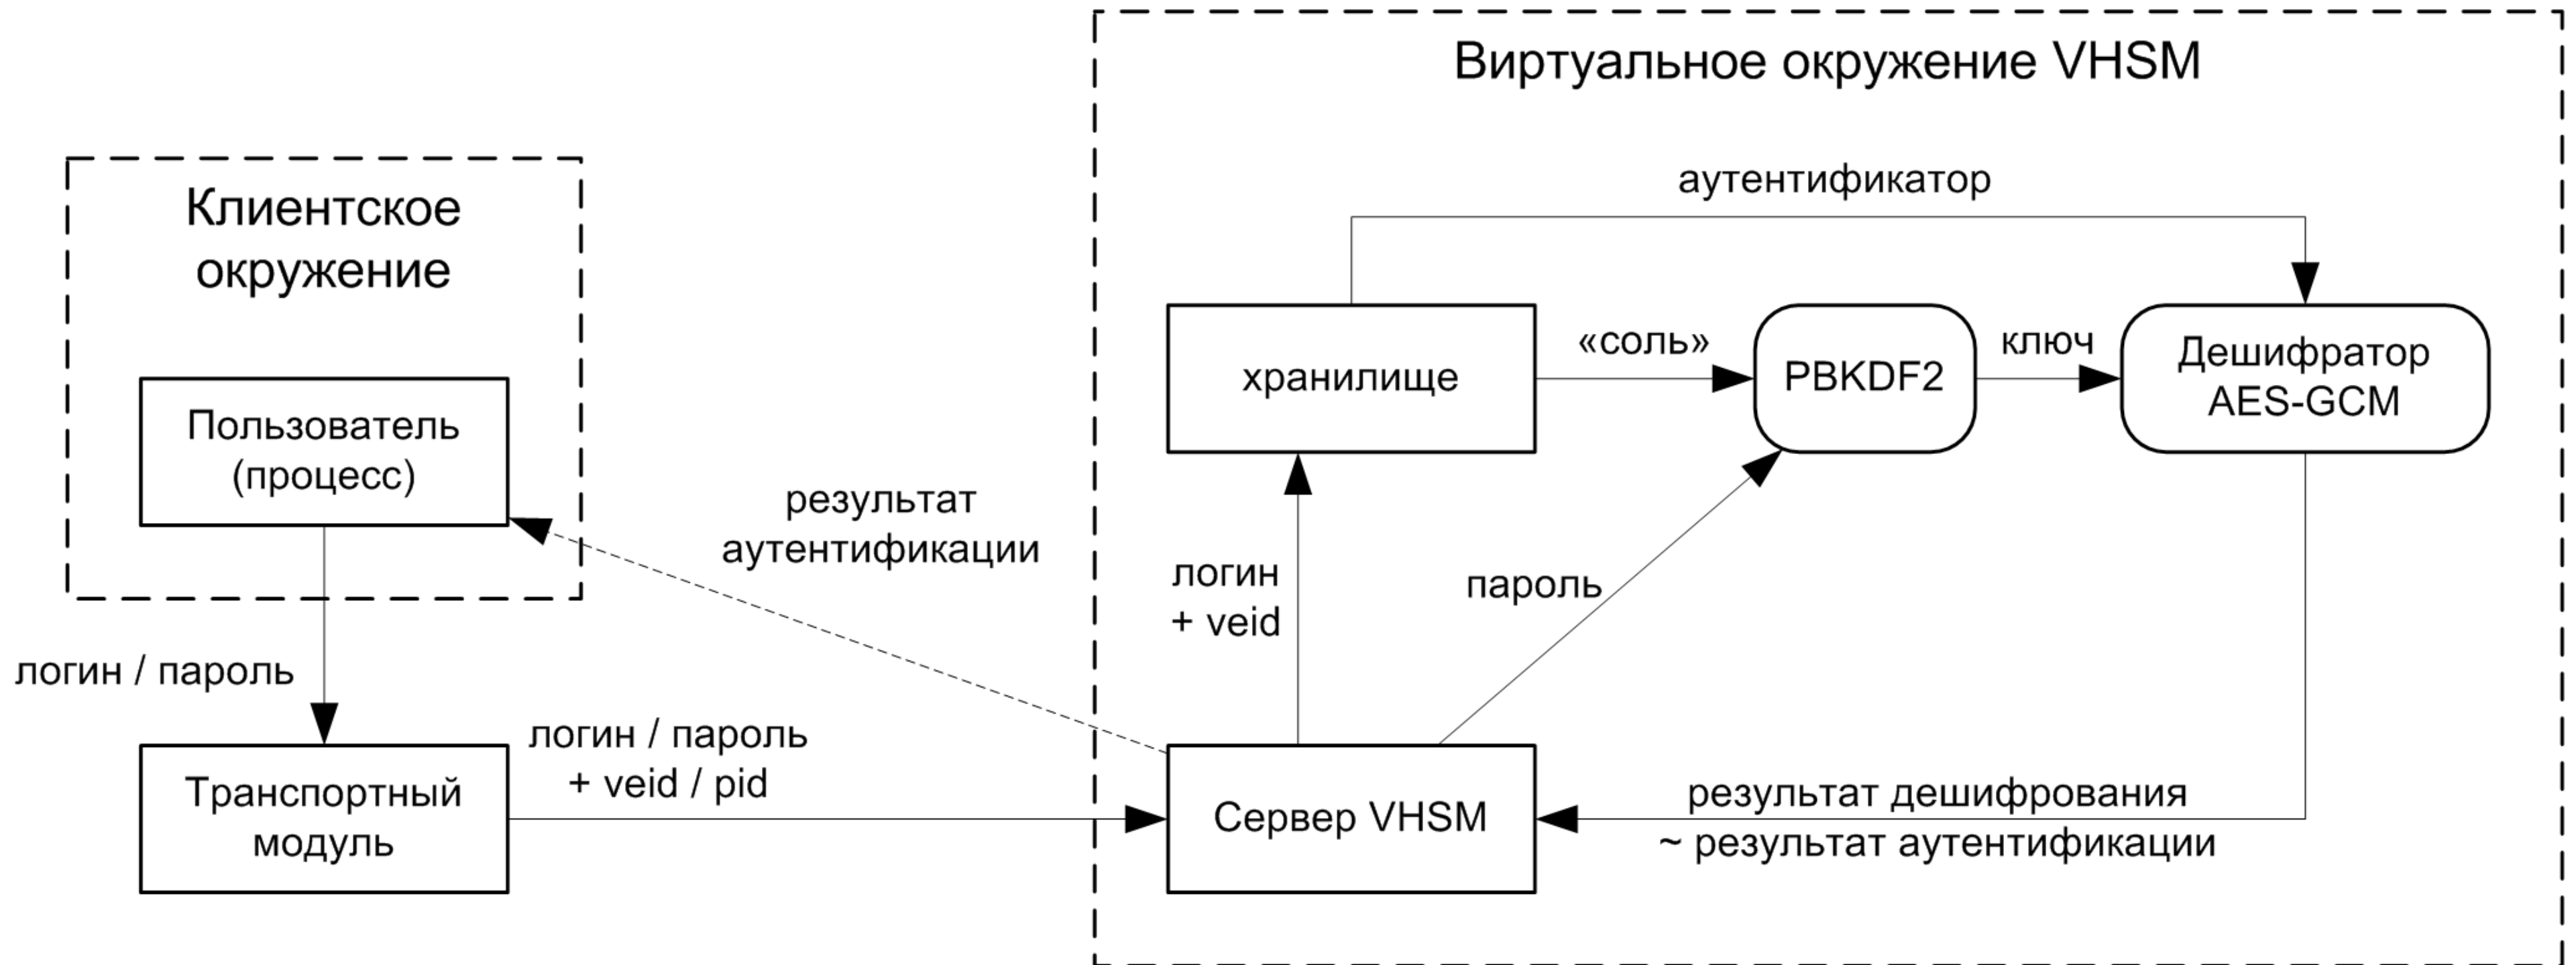 Виртуальное окружение VHSM
Клиентское
окружение
аутентификатор
хранилище
«соль»
PBKDF2
ключ
Дешифратор
AES-GCM
Пользователь
(процесс)
результат
аутентификации
логин
+ veid
пароль
логин / пароль
Транспортный
модуль
логин / пароль
+ veid / pid
Сервер VHSM
результат дешифрования
~ результат аутентификации